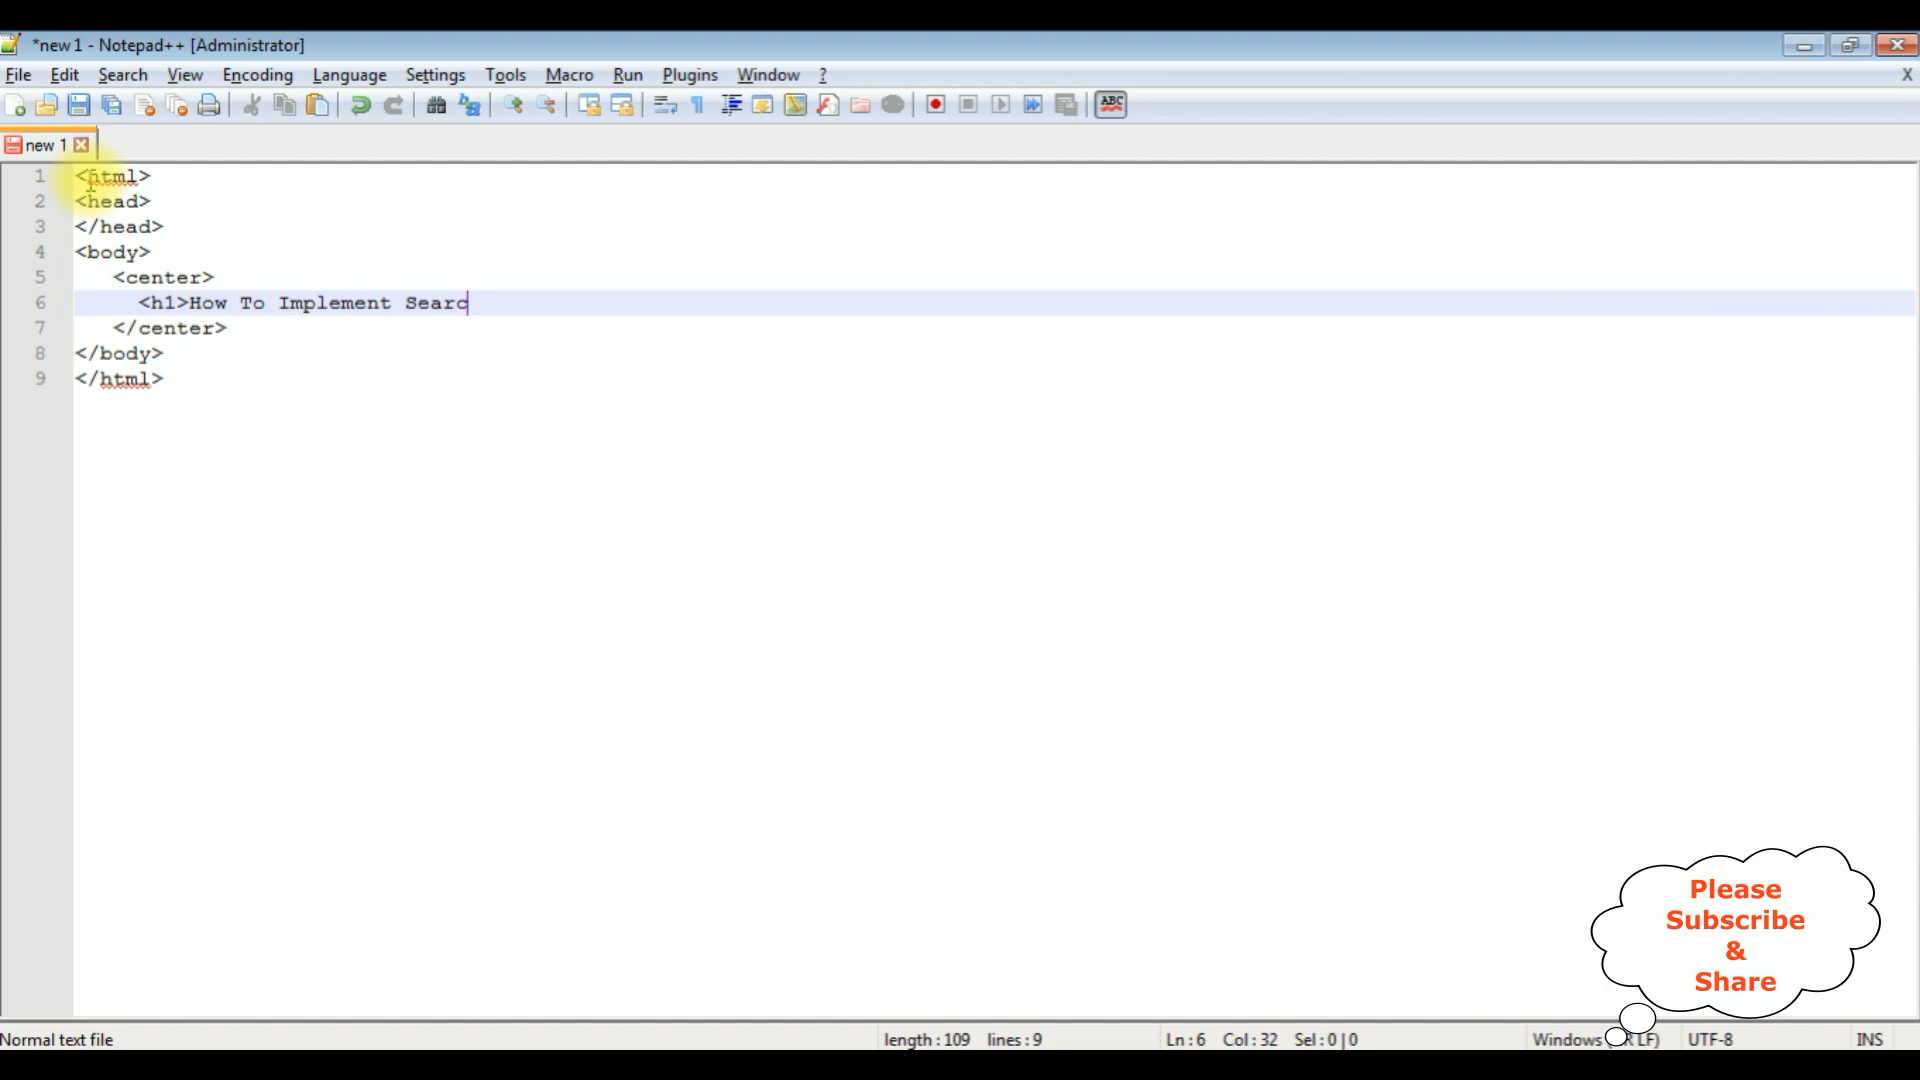 *new 1 - Notepad++ [Administrator]
File Edit Search View Encoding Language Settings Tools Macro Run Plugins Window ? X
ABC
new 1
1 <html>
2 <head>
3 </head>
4 <body>
5 <center>
6 <h1>How To Implement Searc
7 </center>
8 </body>
9 </html>
Please
Subscribe
&
Share
Normal text file length : 109 lines : 9 Ln : 6 Col : 32 Sel : 0 | 0 Windows LF) UTF-8 INS